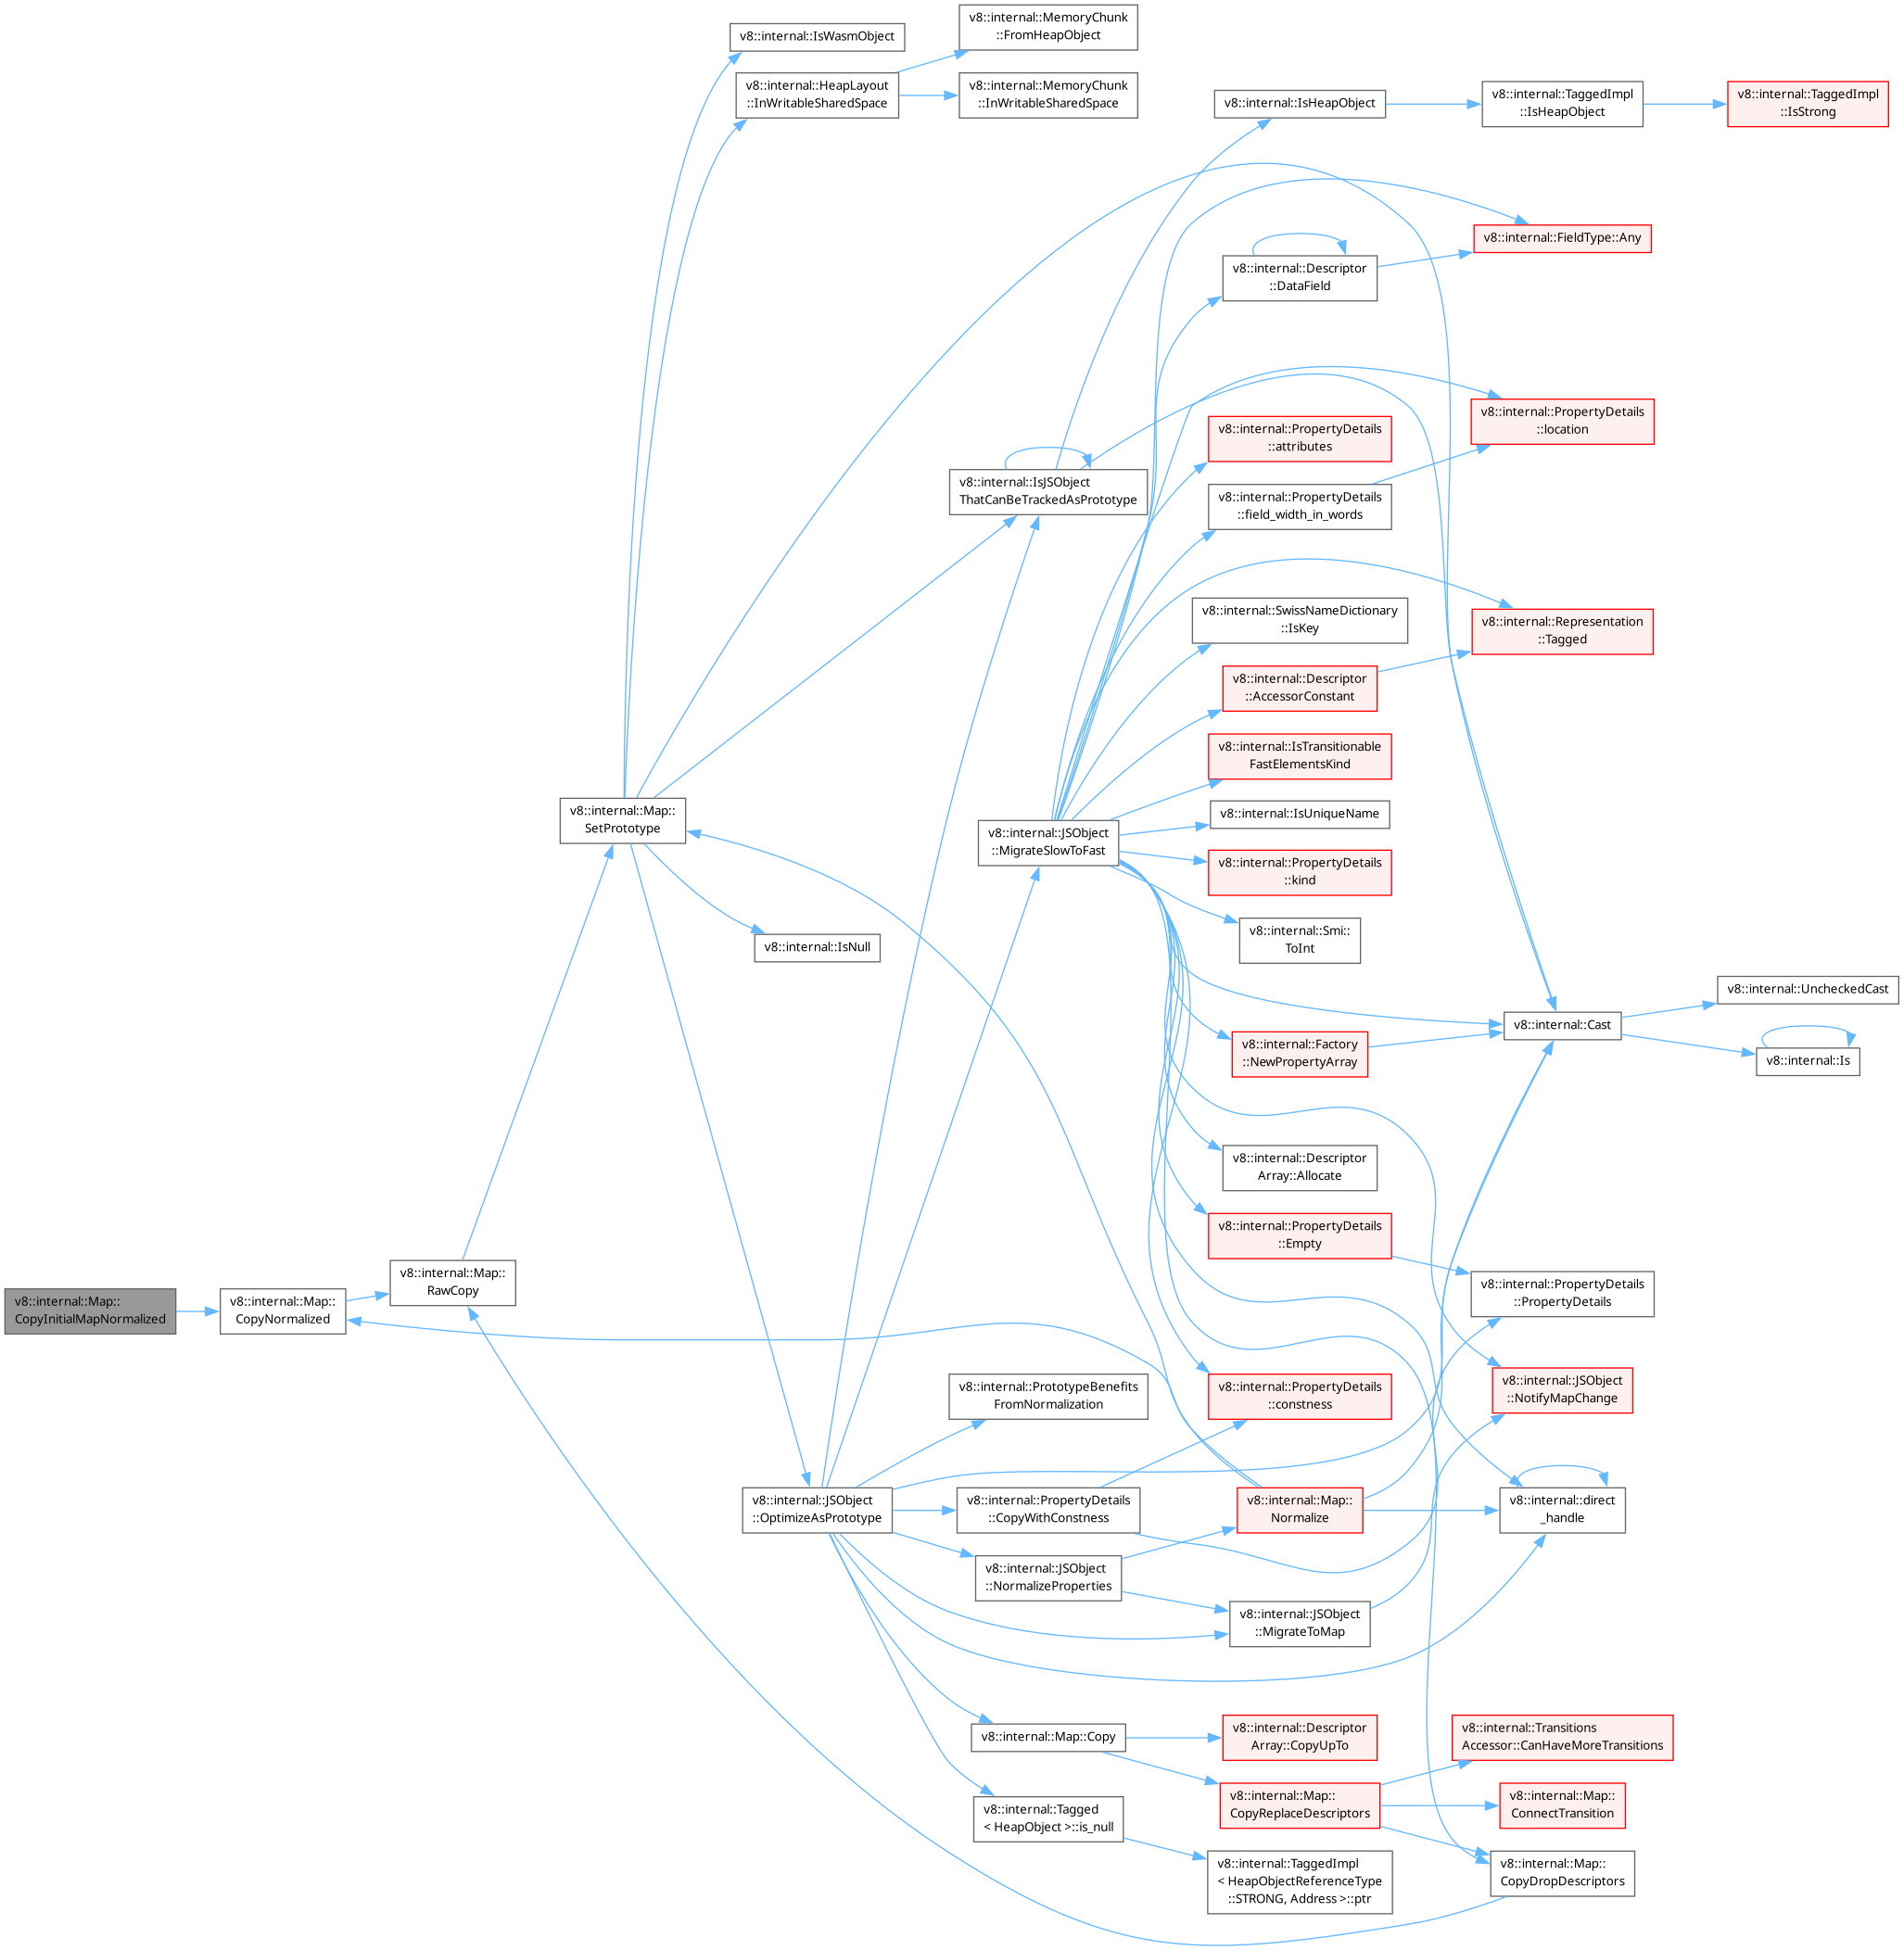 v8::internal::MemoryChunk
::FromHeapObject
v8::internal::IsWasmObject
v8::internal::HeapLayout
::InWritableSharedSpace
v8::internal::MemoryChunk
::InWritableSharedSpace
v8::internal::IsHeapObject
v8::internal::TaggedImpl
::IsHeapObject
v8::internal::TaggedImpl
::IsStrong
v8::internal::FieldType::Any
v8::internal::Descriptor
::DataField
v8::internal::PropertyDetails
::location
v8::internal::PropertyDetails
::attributes
v8::internal::IsJSObject
ThatCanBeTrackedAsPrototype
v8::internal::PropertyDetails
::field_width_in_words
v8::internal::SwissNameDictionary
::IsKey
v8::internal::Representation
::Tagged
v8::internal::Descriptor
::AccessorConstant
v8::internal::IsTransitionable
FastElementsKind
v8::internal::Map::
SetPrototype
v8::internal::JSObject
::MigrateSlowToFast
v8::internal::IsUniqueName
v8::internal::PropertyDetails
::kind
v8::internal::IsNull
v8::internal::Smi::
ToInt
v8::internal::UncheckedCast
v8::internal::Cast
v8::internal::Factory
::NewPropertyArray
v8::internal::Is
v8::internal::Descriptor
Array::Allocate
v8::internal::PropertyDetails
::Empty
v8::internal::Map::
RawCopy
v8::internal::Map::
CopyInitialMapNormalized
v8::internal::Map::
CopyNormalized
v8::internal::PropertyDetails
::PropertyDetails
v8::internal::PrototypeBenefits
FromNormalization
v8::internal::PropertyDetails
::constness
v8::internal::JSObject
::NotifyMapChange
v8::internal::JSObject
::OptimizeAsPrototype
v8::internal::PropertyDetails
::CopyWithConstness
v8::internal::Map::
Normalize
v8::internal::direct
_handle
v8::internal::JSObject
::NormalizeProperties
v8::internal::JSObject
::MigrateToMap
v8::internal::Map::Copy
v8::internal::Descriptor
Array::CopyUpTo
v8::internal::Transitions
Accessor::CanHaveMoreTransitions
v8::internal::Map::
CopyReplaceDescriptors
v8::internal::Map::
ConnectTransition
v8::internal::Tagged
< HeapObject >::is_null
v8::internal::TaggedImpl
< HeapObjectReferenceType
::STRONG, Address >::ptr
v8::internal::Map::
CopyDropDescriptors